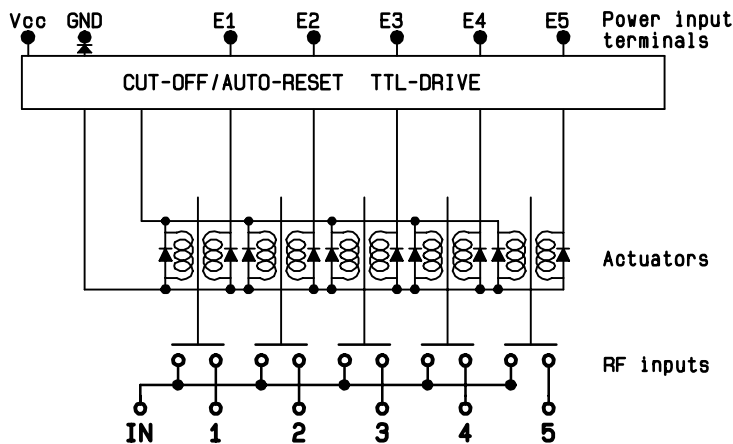 Vcc GND E1 E2 E3 E4 E5 Power input
terminals
CUT-OFF/AUTO-RESET TTL-DRIVE
Actuators
RF inputs
IN 1 2 3 4 5